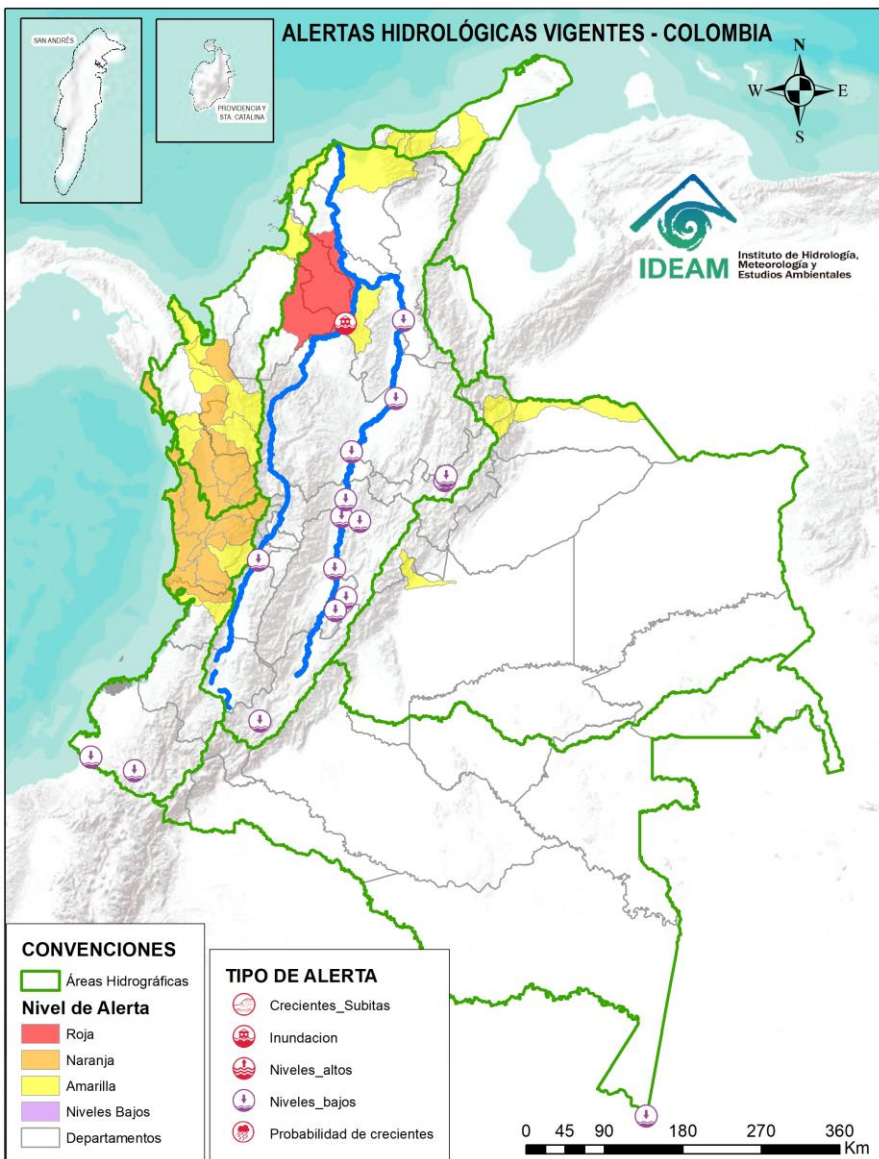 ALERTAS HIDROLÓGICAS VIGENTES - COLOMBIA
SAN ANDRÉS
PROVIDENCIA Y
STA. CATALINA
N
W
E
S
IDEAM
Instituto de Hidrología,
Meteorología y
Estudios Ambientales
CONVENCIONES
Áreas Hidrográficas
Nivel de Alerta
Roja
Naranja
Amarilla
Niveles Bajos
Departamentos
TIPO DE ALERTA
Crecientes_Subitas
Inundacion
Niveles_altos
Niveles_bajos
Probabilidad de crecientes
0 45 90 180 270 360
Km